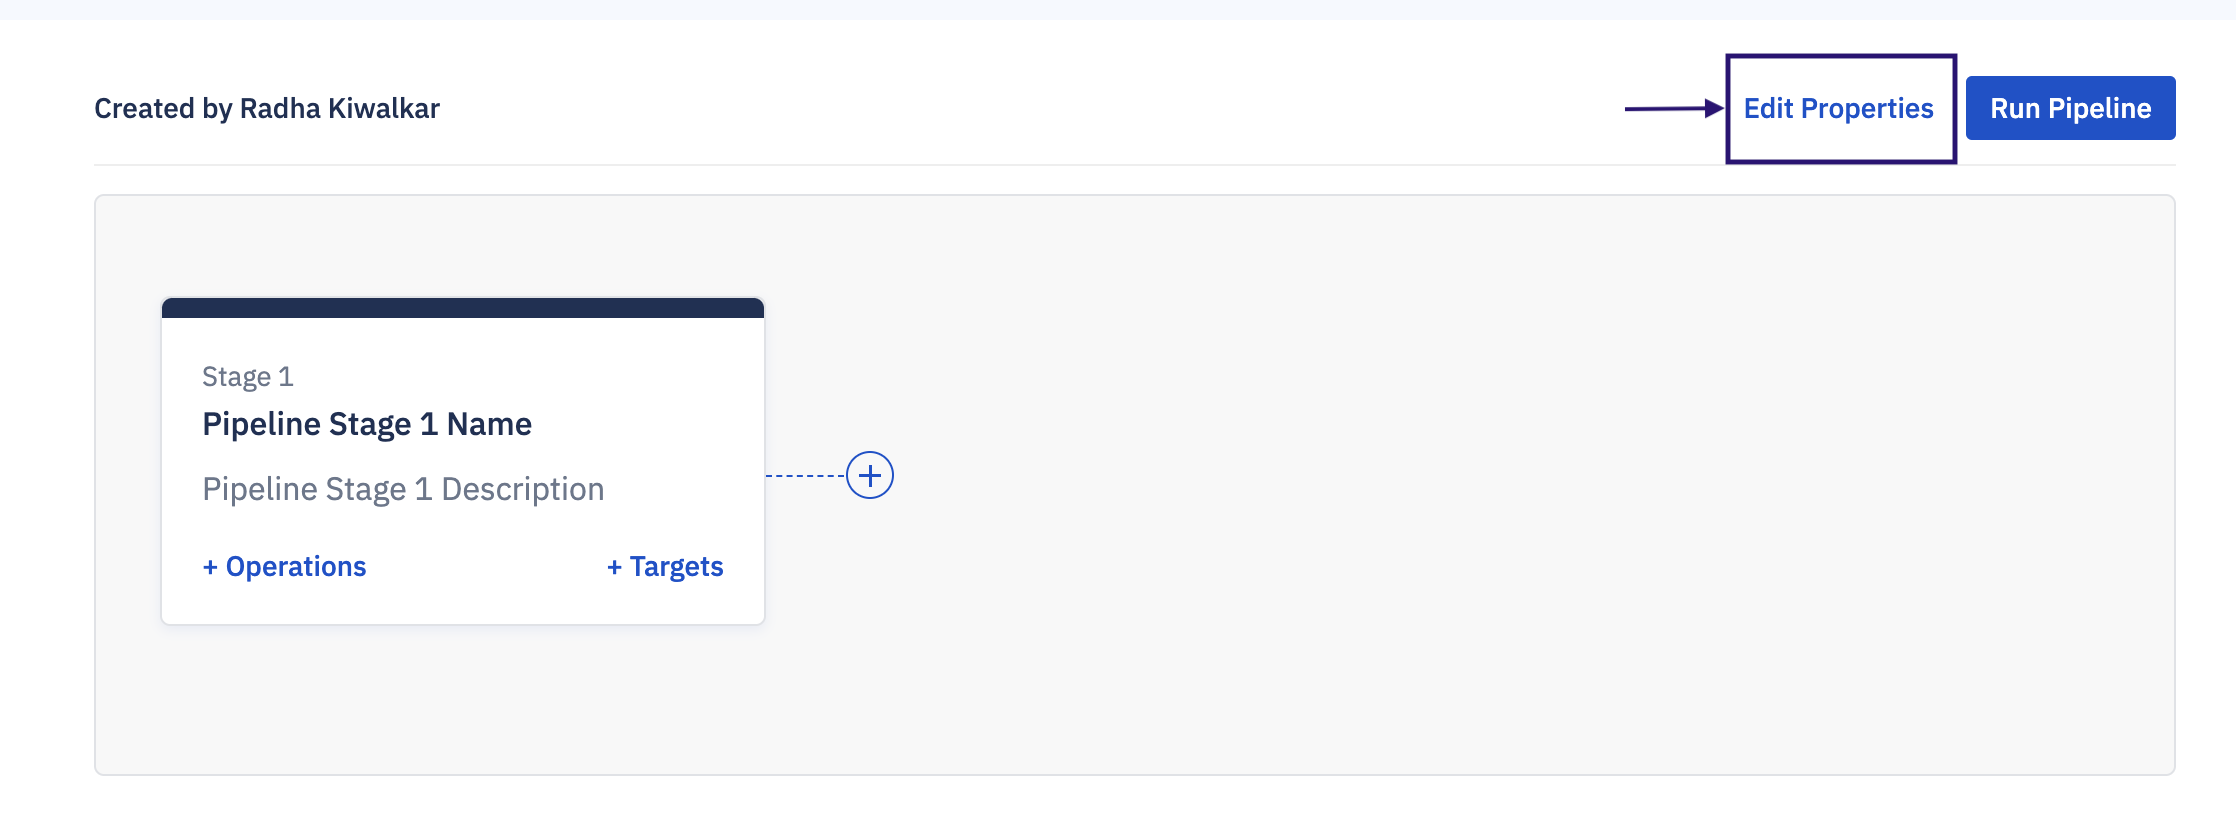 Created by Radha Kiwalkar
Edit Properties
Run Pipeline
Stage 1
Pipeline Stage 1 Name
Pipeline Stage 1 Description
+ Operations
+ Targets